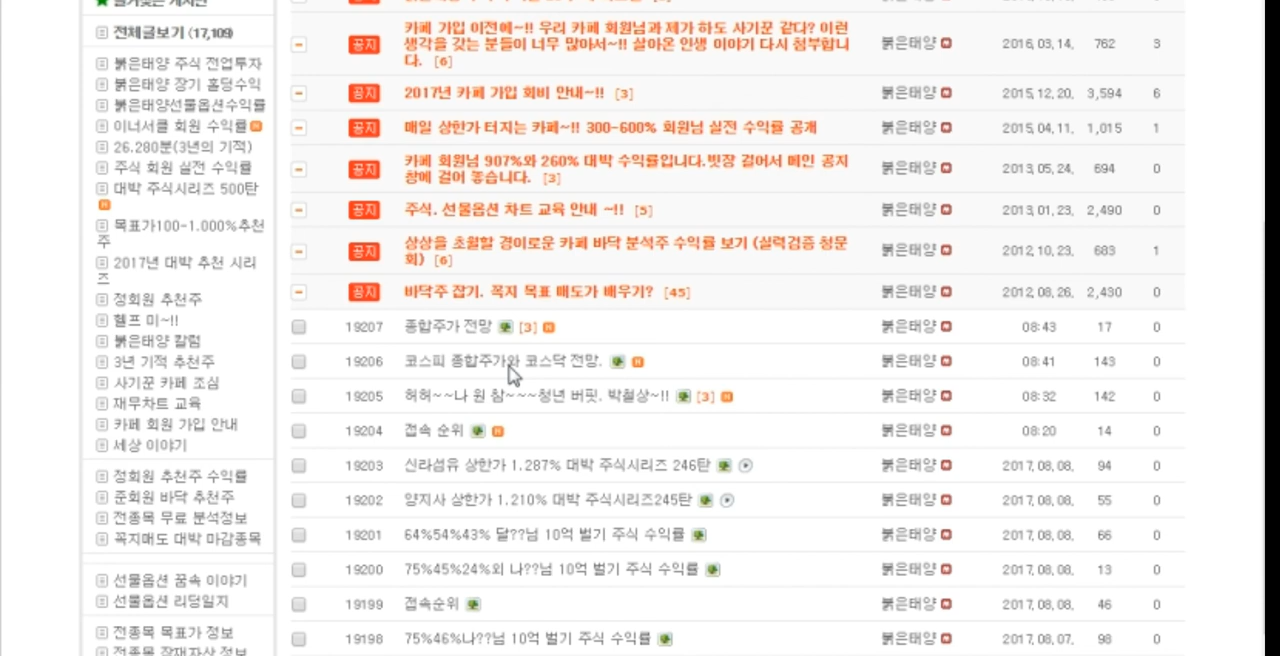 전체글보기 (17,109)
붉은태양 주식 전업투자
붉은태양 장기 홀딩수익
붉은태양선물옵션수익률
이너서클 회원 수익률
26.280분(3년의 기적)
주식 회원 실전 수익률
대박 주식시리즈 500탄
목표가100-1.000%추천
주
2017년 대박 추천 시리
즈
정회원 추천주
헬프 미~!!
붉은태양 칼럼
3년 기적 추천주
사기꾼 카페 조심
재무차트 교육
카페 회원 가입 안내
세상 이야기
정회원 추천주 수익률
준회원 바닥 추천주
전종목 무료 분석정보
꼭지매도 대박 마감종목
선물옵션 꿈속 이야기
선물옵션 리딩일지
전종목 목표가 정보
전종목 잠재자산 정보
카페 가입 이전에~!! 우리 카페 회원님과 제가 하도 사기꾼 같다? 이런
공지 생각을 갖는 분들이 너무 많아서~!! 살아온 인생 이야기 다시 첨부합니 붉은태양 2016.03.14. 762 3
다. [6]
공지 2017년 카페 가입 회비 안내~!! [3] 붉은태양 2015.12.20. 3,594 6
공지 매일 상한가 터지는 카페~!! 300-600% 회원님 실전 수익률 공개 붉은태양 2015.04.11. 1,015 1
공지 카페 회원님 907%와 260% 대박 수익률입니다.빗장 걸어서 메인 공지 붉은태양 2013.05.24. 694 0
창에 걸어 좋습니다. [3]
공지 주식. 선물옵션 차트 교육 안내 ~!! [5] 붉은태양 2013.01.23. 2,490 0
공지 상상을 초월할 경이로운 카페 바닥 분석주 수익률 보기 (실력검증 청문 붉은태양 2012.10.23. 683 1
회) [6]
공지 바닥주 잡기. 꼭지 목표 매도가 배우기? [45] 붉은태양 2012.08.26. 2,430 0
19207 종합주가 전망 [3] 붉은태양 08:43 17 0
19206 코스피 종합주가와 코스닥 전망. 붉은태양 08:41 143 0
19205 허허~~나 원 참~~~청년 버핏. 박철상~!! [3] 붉은태양 08:32 142 0
19204 접속 순위 붉은태양 08:20 14 0
19203 신라섬유 상한가 1.287% 대박 주식시리즈 246탄 붉은태양 2017.08.08. 94 0
19202 양지사 상한가 1.210% 대박 주식시리즈245탄 붉은태양 2017.08.08. 55 0
19201 64%54%43% 달??님 10억 벌기 주식 수익률 붉은태양 2017.08.08. 66 0
19200 75%45%24%외 나??님 10억 벌기 주식 수익률 붉은태양 2017.08.08. 13 0
19199 접속순위 붉은태양 2017.08.08. 46 0
19198 75%46%나??님 10억 벌기 주식 수익률 붉은태양 2017.08.07. 98 0